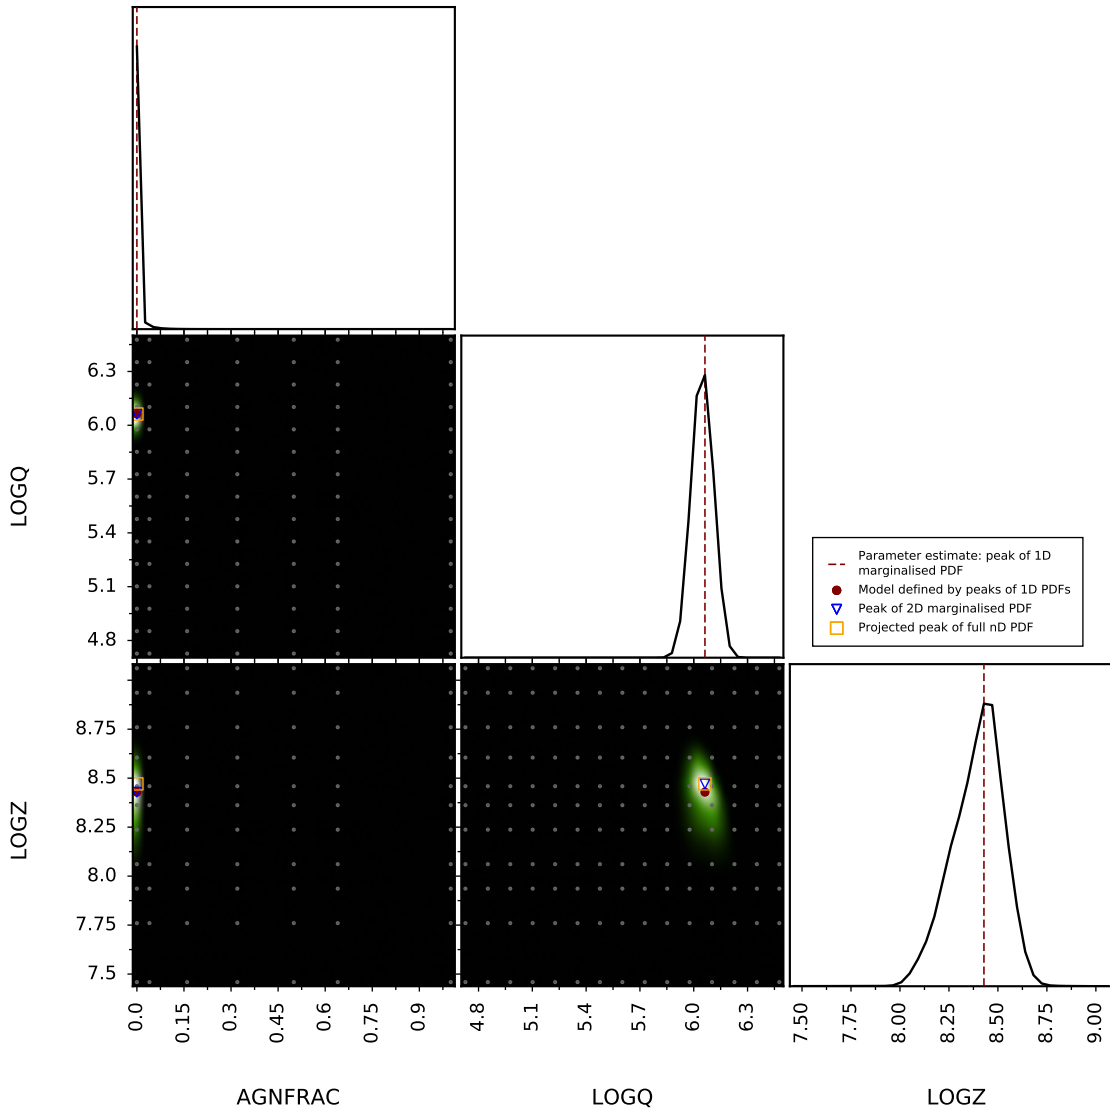 6.3
6.0
5.7
5.4
5.1
4.8
LOGQ
Parameter estimate: peak of 1D
marginalised PDF
Model defined by peaks of 1D PDFs
Peak of 2D marginalised PDF
Projected peak of full nD PDF
8.75
8.5
8.25
8.0
7.75
7.5
LOGZ
0.0 0.15 0.3 0.45 0.6 0.75 0.9
4.8 5.1 5.4 5.7 6.0 6.3
7.50 7.75 8.00 8.25 8.50 8.75 9.00
AGNFRAC LOGQ LOGZ